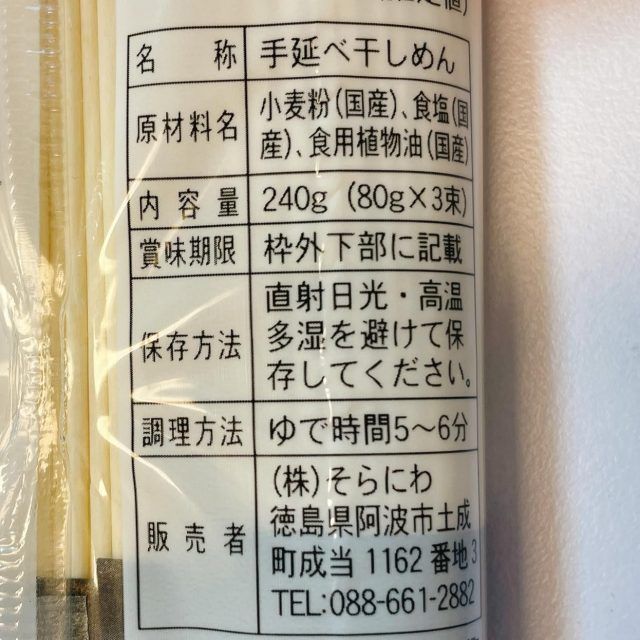 名称 手延べ干しめん
原材料名 小麦粉(国産)、食塩(国
産)、食用植物油(国産)
内容量 240g (80g×3束)
賞味期限 枠外下部に記載
保存方法 直射日光・高温
多湿を避けて保
存してください。
調理方法 ゆで時間5〜6分
販売者 (株)そらにわ
徳島県阿波市土成
町成当1162番地3
TEL:088-661-2882